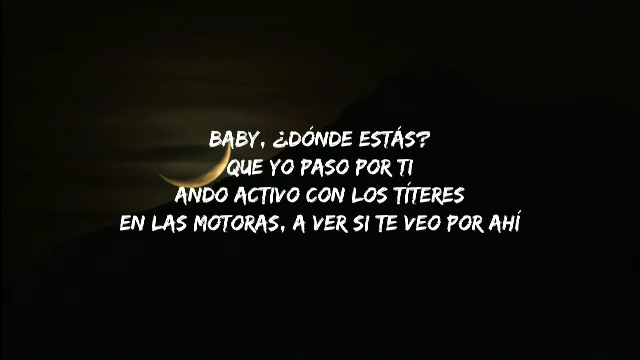 BABY, ¿DÓNDE ESTÁS?
QUE YO PASO POR TI
ANDO ACTIVO CON LOS TÍTERES
EN LAS MOTORAS, A VER SI TE VEO POR AHÍ